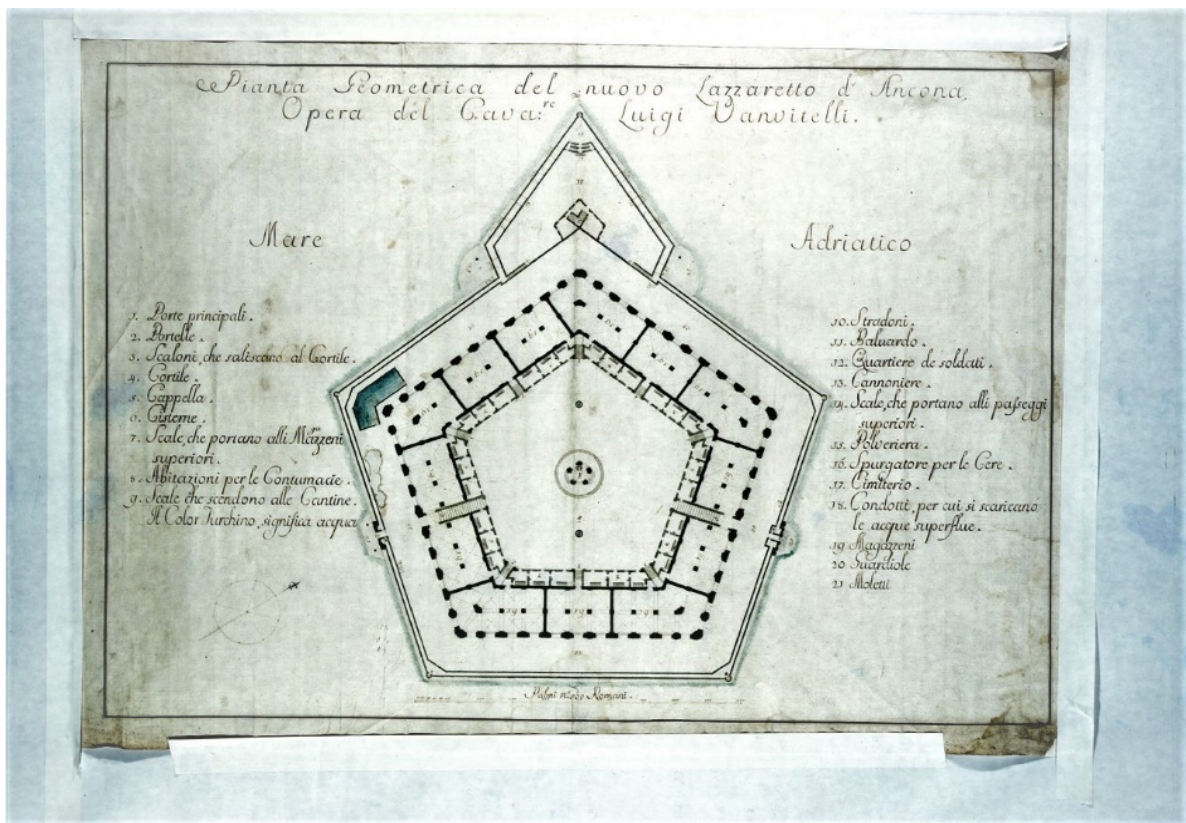 Pianta Geometrica del nuovo Lazzaretto d'Ancona,
Opera del Cava:re Luigi Vanvitelli.
Mare
Adriatico
1. Porte principali.
2. Portelle.
3. Scaloni, che saliscono al Cortile.
4. Cortile.
5. Cappella.
6. Cisterne.
7. Scale, che portano alli Mazzeni
superiori.
8. Abitazioni per le Contumacie.
9. Scale che scendono alle Cantine.
Il Color Turchino, significa acqua.
10. Stradoni.
11. Baluardo.
12. Quartiere de soldati.
13. Cannoniere.
14. Scale, che portano alli passeggi
superiori.
15. Polveriera.
16. Spurgatore per le Cere.
17. Cimiterio.
18. Condotti, per cui si scaricano
le acque superflue.
19 Magazzeni
20 Guardiole
21 Moletti
Palmi Romani.